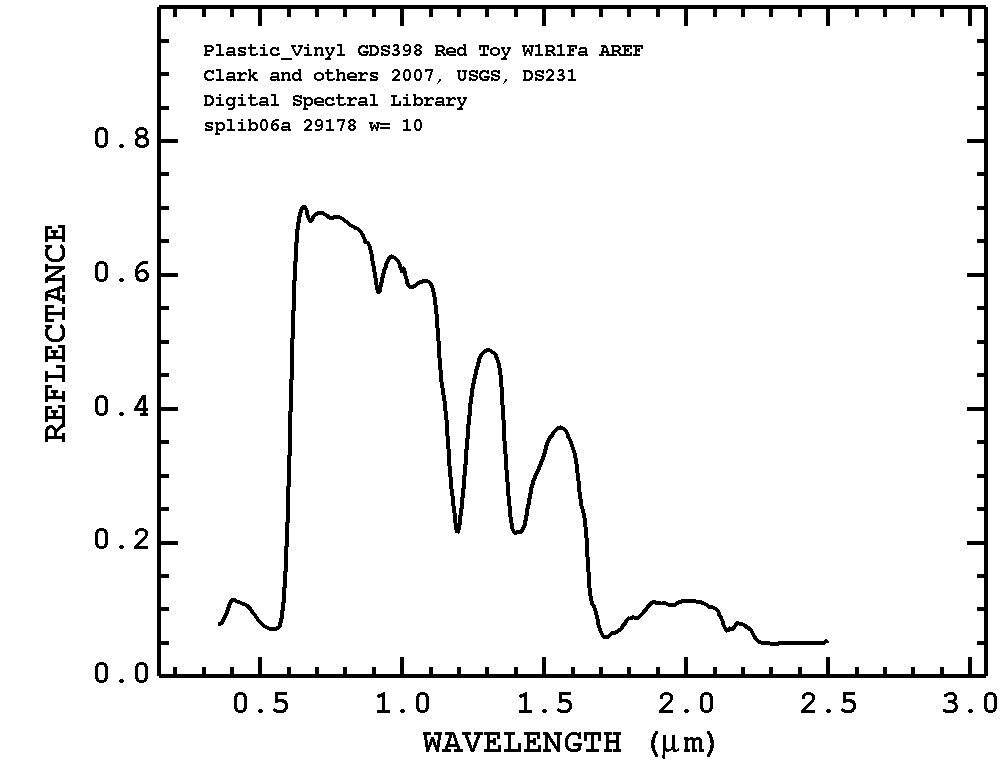 Plastic_Vinyl GDS398 Red Toy W1R1Fa AREF
Clark and others 2007, USGS, DS231
Digital Spectral Library
splib06a 29178 w= 10
0.8
0.6
0.4
0.2
0.0
REFLECTANCE
0.5 1.0 1.5 2.0 2.5 3.0
WAVELENGTH (μm)